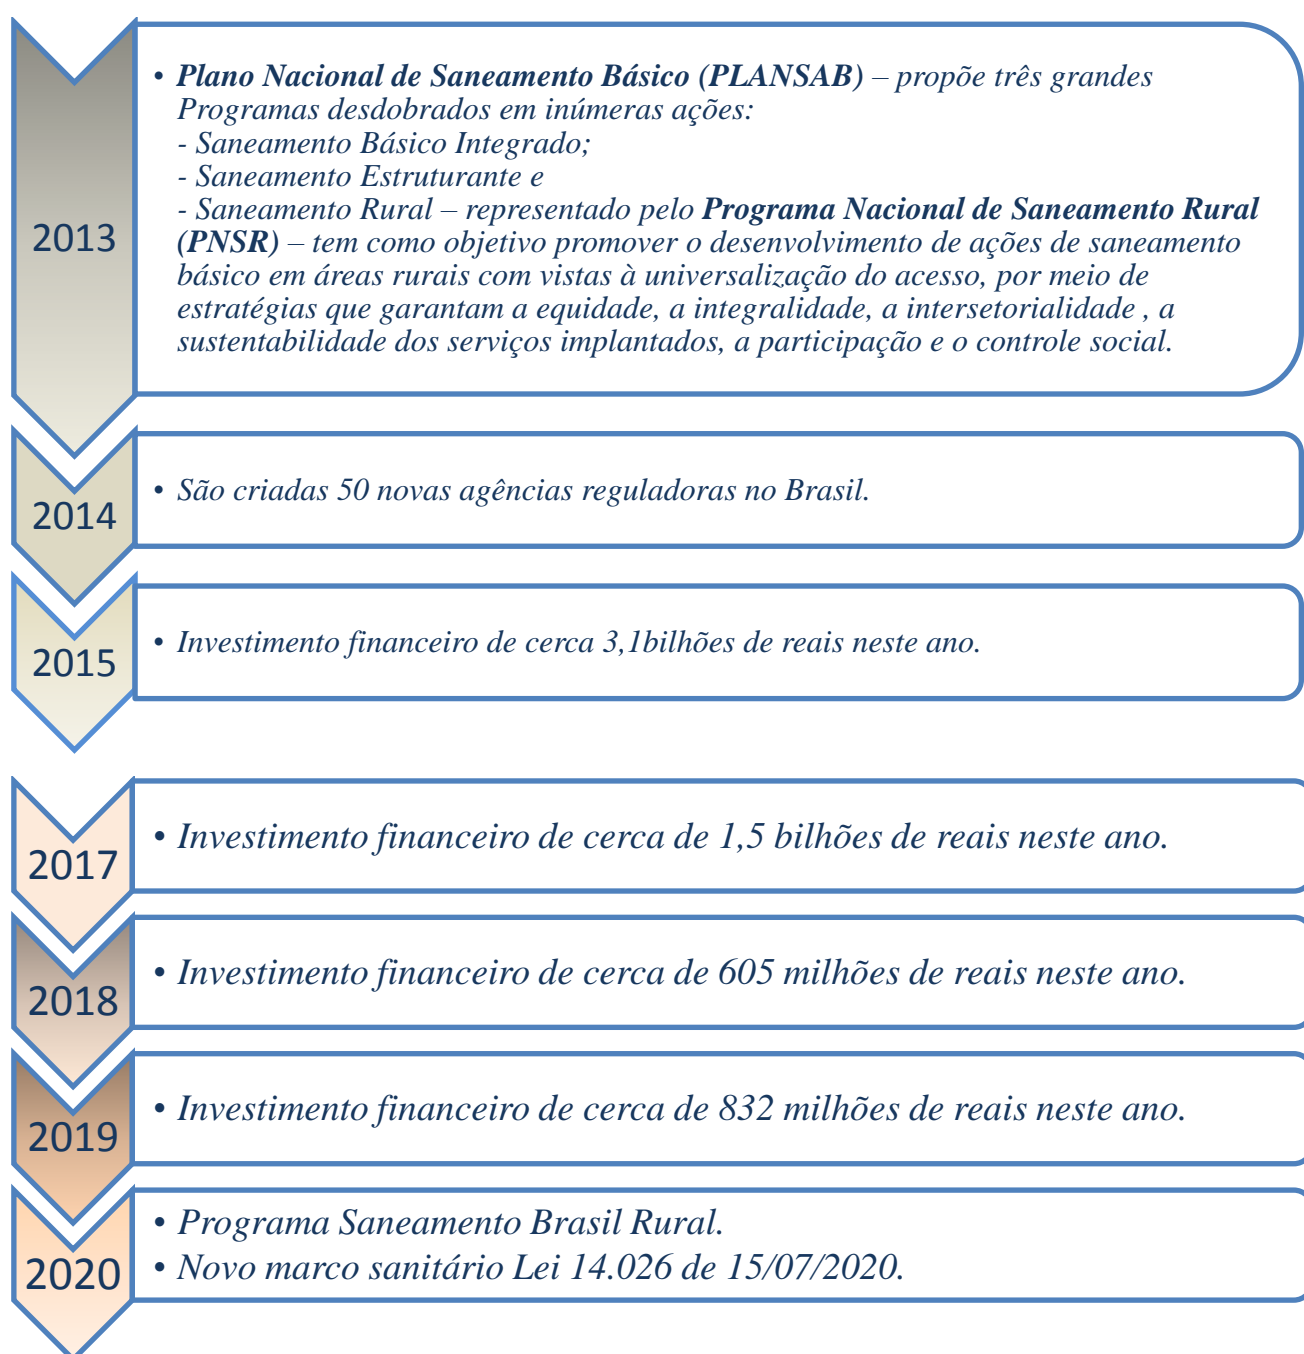 2013
• Plano Nacional de Saneamento Básico (PLANSAB) – propõe três grandes
Programas desdobrados em inúmeras ações:
- Saneamento Básico Integrado;
- Saneamento Estruturante e
- Saneamento Rural – representado pelo Programa Nacional de Saneamento Rural
(PNSR) – tem como objetivo promover o desenvolvimento de ações de saneamento
básico em áreas rurais com vistas à universalização do acesso, por meio de
estratégias que garantam a equidade, a integralidade, a intersetorialidade , a
sustentabilidade dos serviços implantados, a participação e o controle social.
2014
• São criadas 50 novas agências reguladoras no Brasil.
2015
• Investimento financeiro de cerca 3,1bilhões de reais neste ano.
2017
• Investimento financeiro de cerca de 1,5 bilhões de reais neste ano.
2018
• Investimento financeiro de cerca de 605 milhões de reais neste ano.
2019
• Investimento financeiro de cerca de 832 milhões de reais neste ano.
2020
• Programa Saneamento Brasil Rural.
• Novo marco sanitário Lei 14.026 de 15/07/2020.